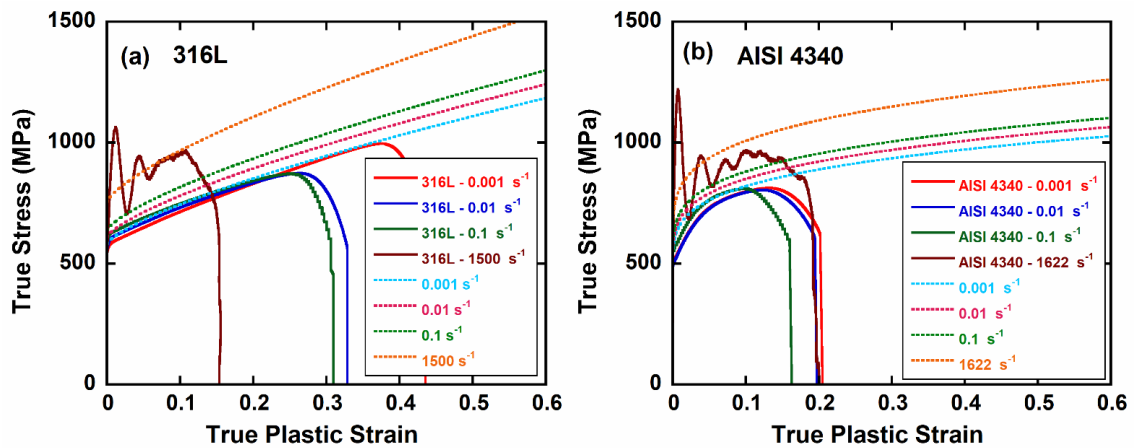 1500
1000
500
0
0 0.1 0.2 0.3 0.4 0.5 0.6
True Stress (MPa)
True Plastic Strain
(a) 316L
316L - 0.001 s⁻¹
316L - 0.01 s⁻¹
316L - 0.1 s⁻¹
316L - 1500 s⁻¹
0.001 s⁻¹
0.01 s⁻¹
0.1 s⁻¹
1500 s⁻¹
1500
1000
500
0
0 0.1 0.2 0.3 0.4 0.5 0.6
True Stress (MPa)
True Plastic Strain
(b) AISI 4340
AISI 4340 - 0.001 s⁻¹
AISI 4340 - 0.01 s⁻¹
AISI 4340 - 0.1 s⁻¹
AISI 4340 - 1622 s⁻¹
0.001 s⁻¹
0.01 s⁻¹
0.1 s⁻¹
1622 s⁻¹